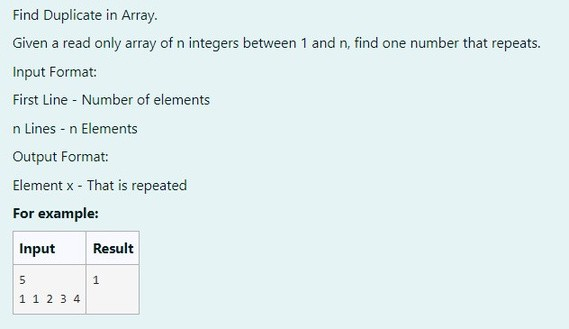 Find Duplicate in Array.
Given a read only array of n integers between 1 and n, find one number that repeats.
Input Format:
First Line - Number of elements
n Lines - n Elements
Output Format:
Element x - That is repeated
For example:
Input Result
5 1
1 1 2 3 4